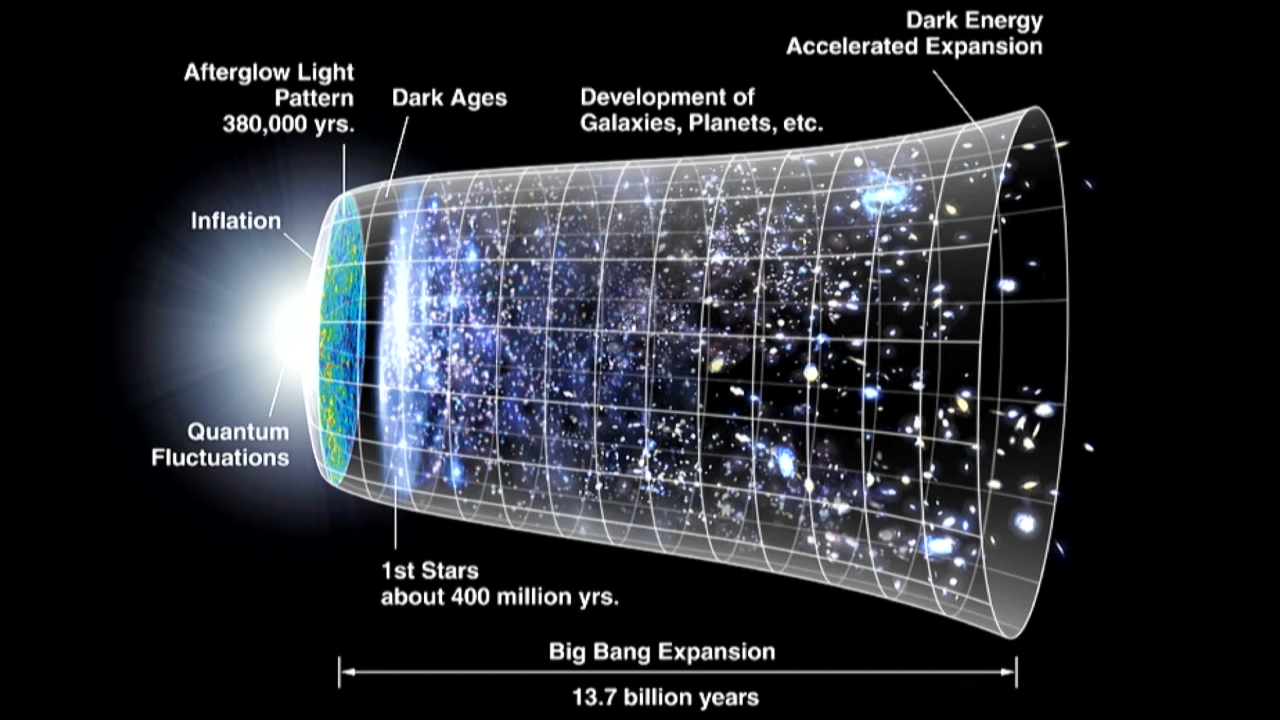 Dark Energy
Accelerated Expansion
Afterglow Light
Pattern
380,000 yrs.
Dark Ages
Development of
Galaxies, Planets, etc.
Inflation
Quantum
Fluctuations
1st Stars
about 400 million yrs.
Big Bang Expansion
13.7 billion years